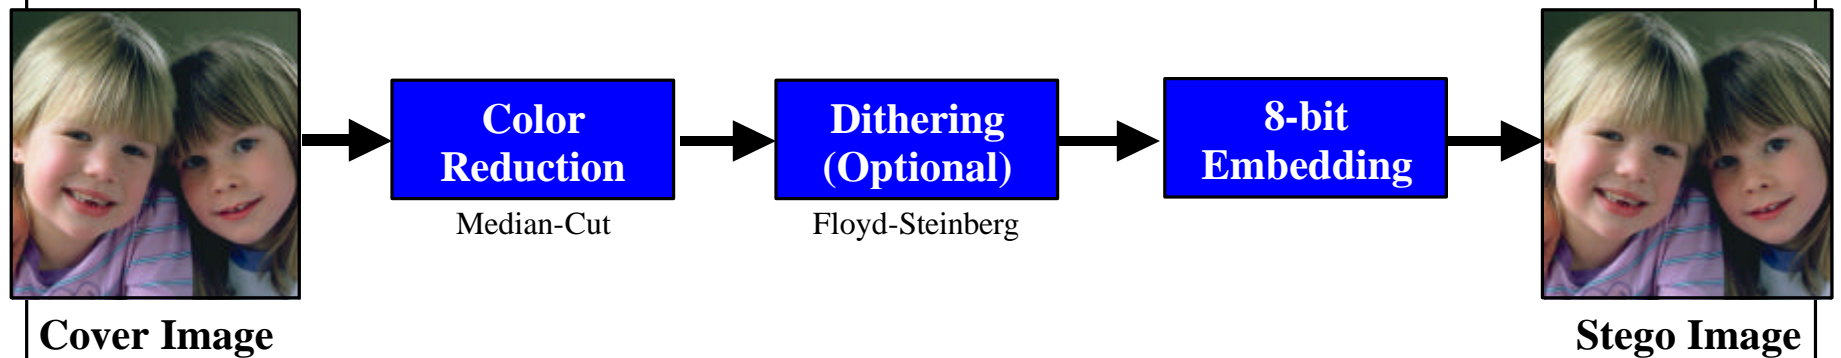 Color
Reduction
Median-Cut
Dithering
(Optional)
Floyd-Steinberg
8-bit
Embedding
Cover Image
Stego Image